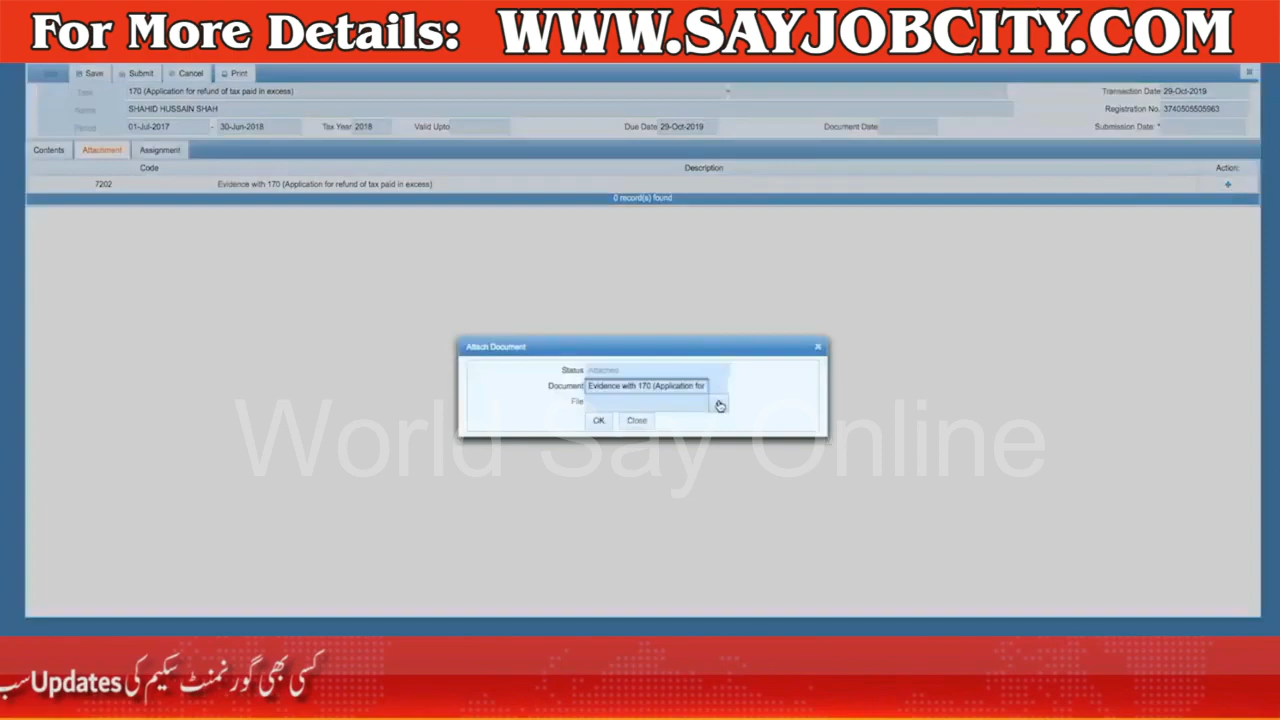 For More Details: WWW.SAYJOBCITY.COM
Save Submit Cancel Print
170 (Application for refund of tax paid in excess) Transaction Date 29-Oct-2019
Name SHAHID HUSSAIN SHAH Registration No. 3740505505963
Period 01-Jul-2017 - 30-Jun-2018 Tax Year 2018 Valid Upto Due Date 29-Oct-2019 Document Date Submission Date *
Contents Attachment Assignment
Code Description Action:
7202 Evidence with 170 (Application for refund of tax paid in excess)
0 record(s) found
Attach Document
Status Attached
Document Evidence with 170 (Application for
File
OK Close
World Say Online
کسی بھی گورنمنٹ سکیم کی Updates سب